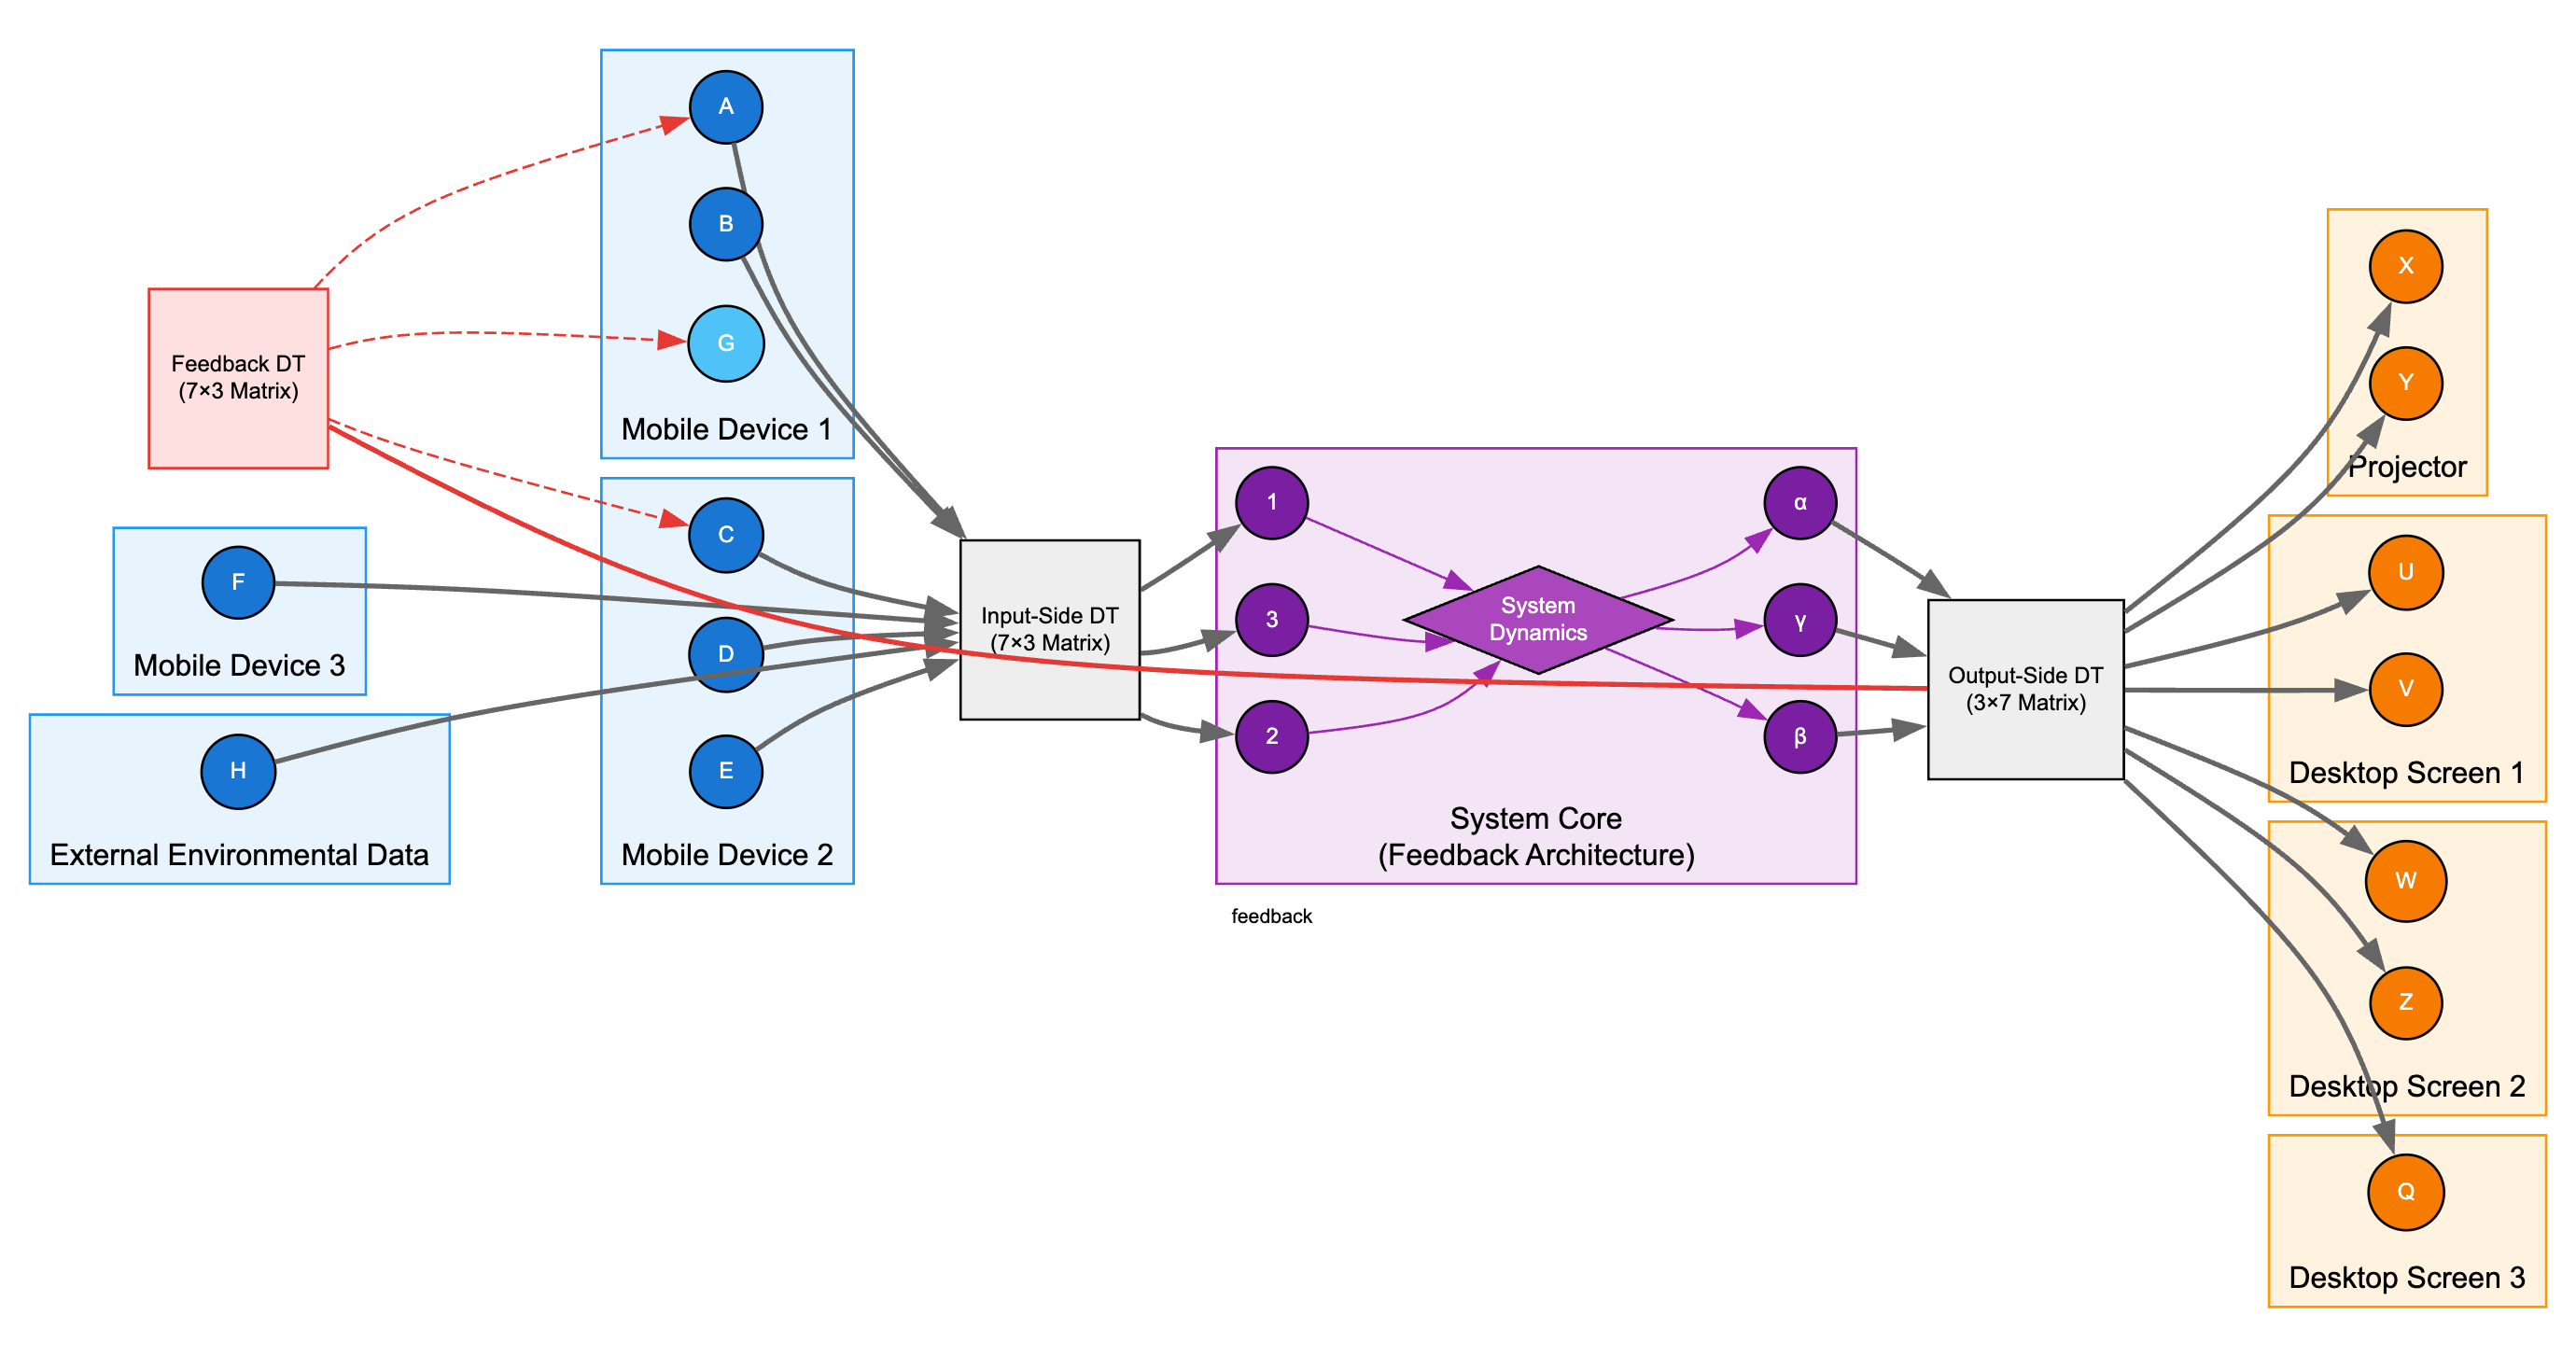 A
B
G
Mobile Device 1
Feedback DT
(7×3 Matrix)
C
D
E
Mobile Device 2
F
Mobile Device 3
H
External Environmental Data
Input-Side DT
(7×3 Matrix)
1
3
2
System
Dynamics
α
γ
β
System Core
(Feedback Architecture)
feedback
Output-Side DT
(3×7 Matrix)
X
Y
Projector
U
V
Desktop Screen 1
W
Z
Desktop Screen 2
Q
Desktop Screen 3